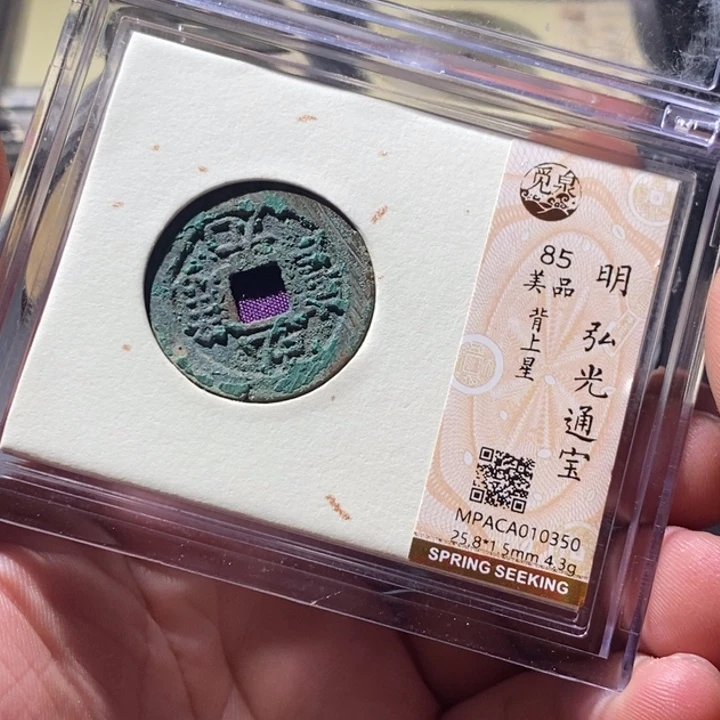 觅泉
明 弘光通宝
85
美品 背上星
MPACA010350
25.8*1.5mm 4.3g
SPRING SEEKING